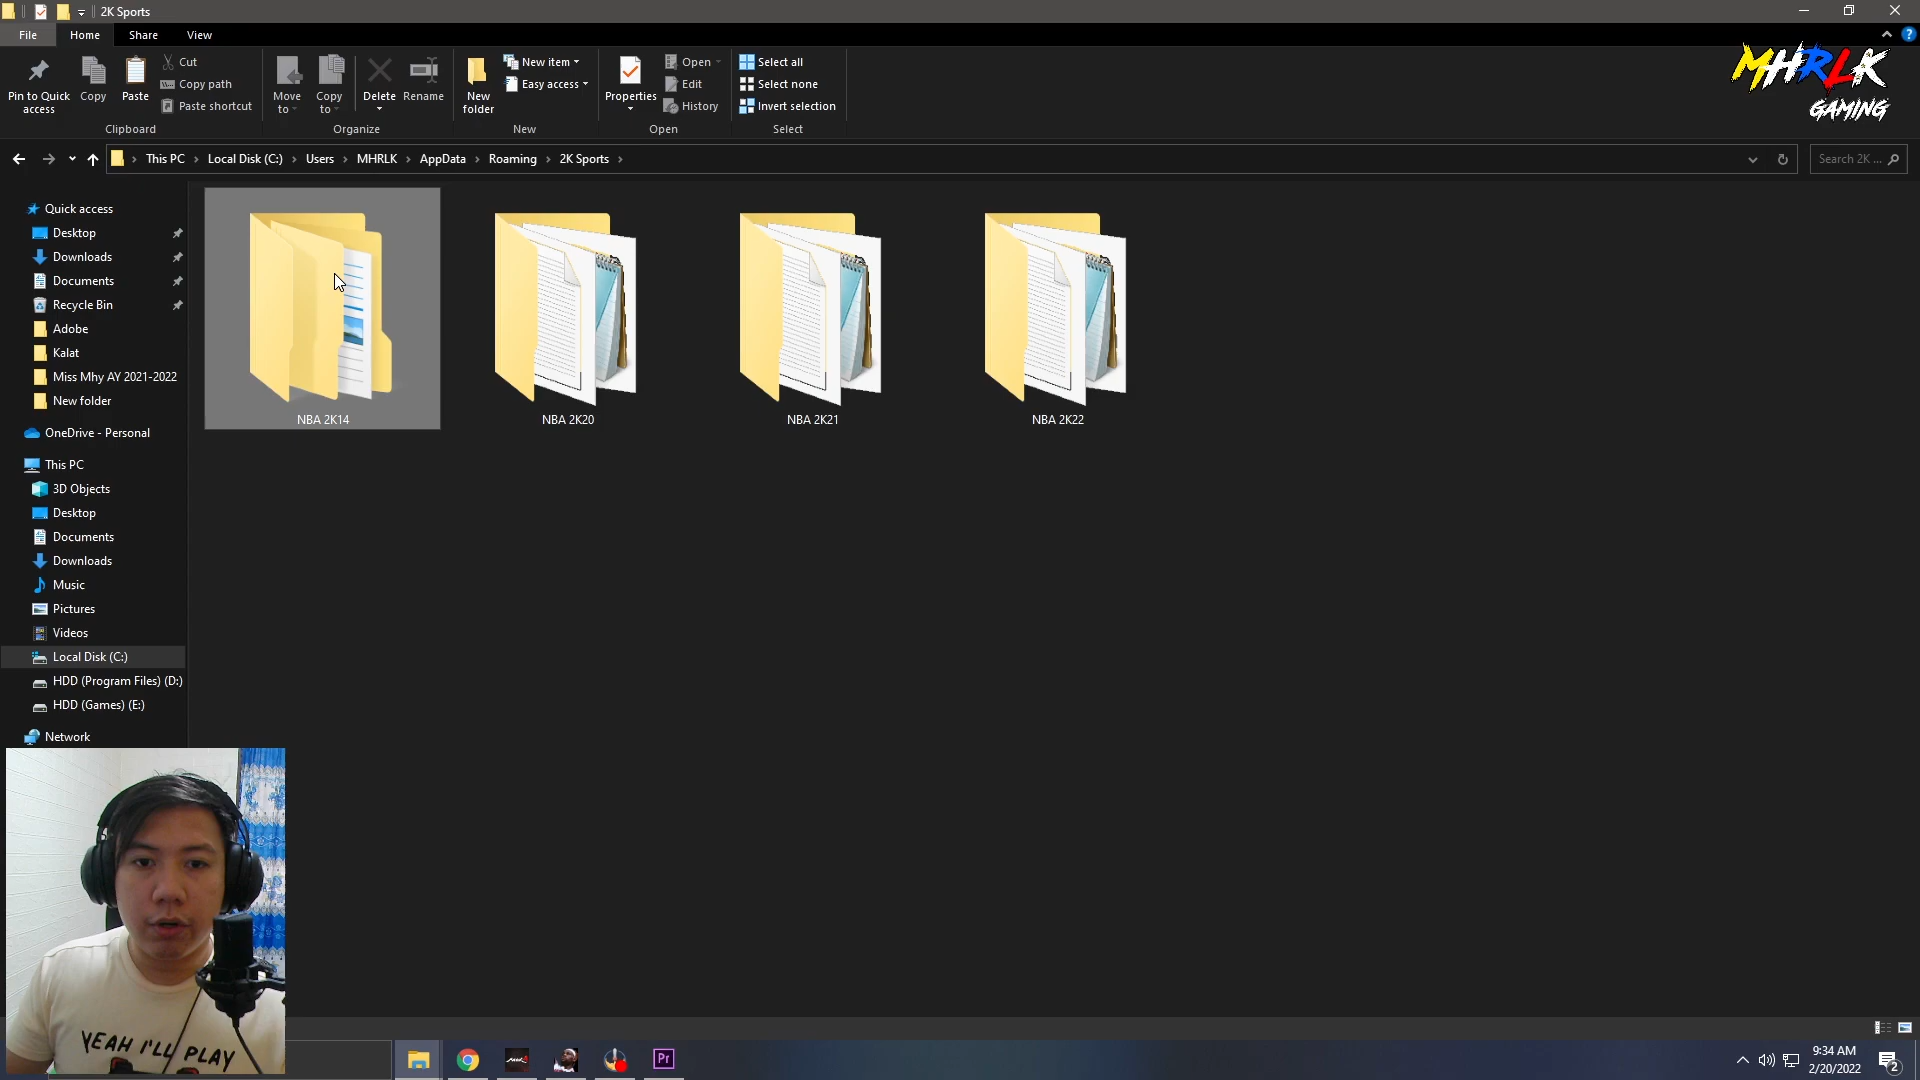 2K Sports
File Home Share View
Pin to Quick access
Copy
Paste
Cut
Copy path
Paste shortcut
Clipboard
Move to
Copy to
Delete
Rename
Organize
New folder
New item
Easy access
New
Properties
Open
Edit
History
Open
Select all
Select none
Invert selection
Select
MHRLK
GAMING
This PC > Local Disk (C:) > Users > MHRLK > AppData > Roaming > 2K Sports >
Search 2K ...
Quick access
Desktop
Downloads
Documents
Recycle Bin
Adobe
Kalat
Miss Mhy AY 2021-2022
New folder
OneDrive - Personal
This PC
3D Objects
Desktop
Documents
Downloads
Music
Pictures
Videos
Local Disk (C:)
HDD (Program Files) (D:)
HDD (Games) (E:)
Network
NBA 2K14
NBA 2K20
NBA 2K21
NBA 2K22
YEAH I'LL PLAY
Pr
9:34 AM
2/20/2022
2